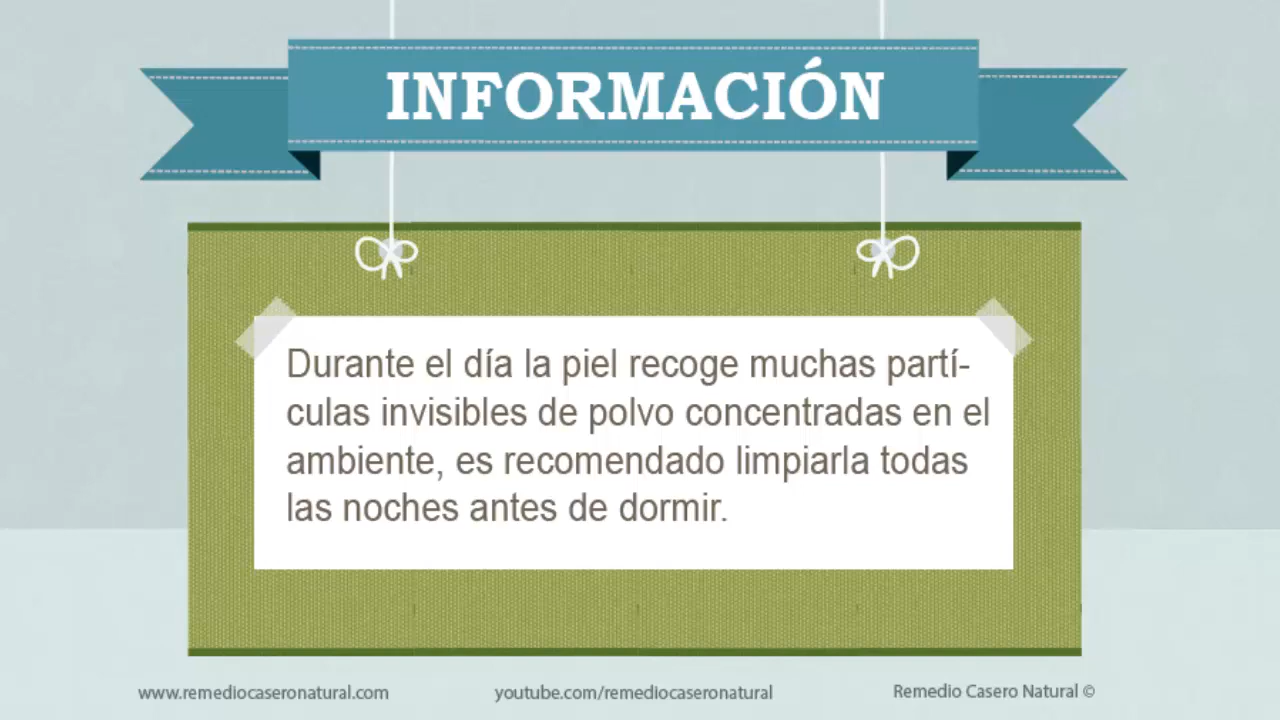 INFORMACIÓN
Durante el día la piel recoge muchas partí-
culas invisibles de polvo concentradas en el
ambiente, es recomendado limpiarla todas
las noches antes de dormir.
www.remediocaseronatural.com
youtube.com/remediocaseronatural
Remedio Casero Natural ©